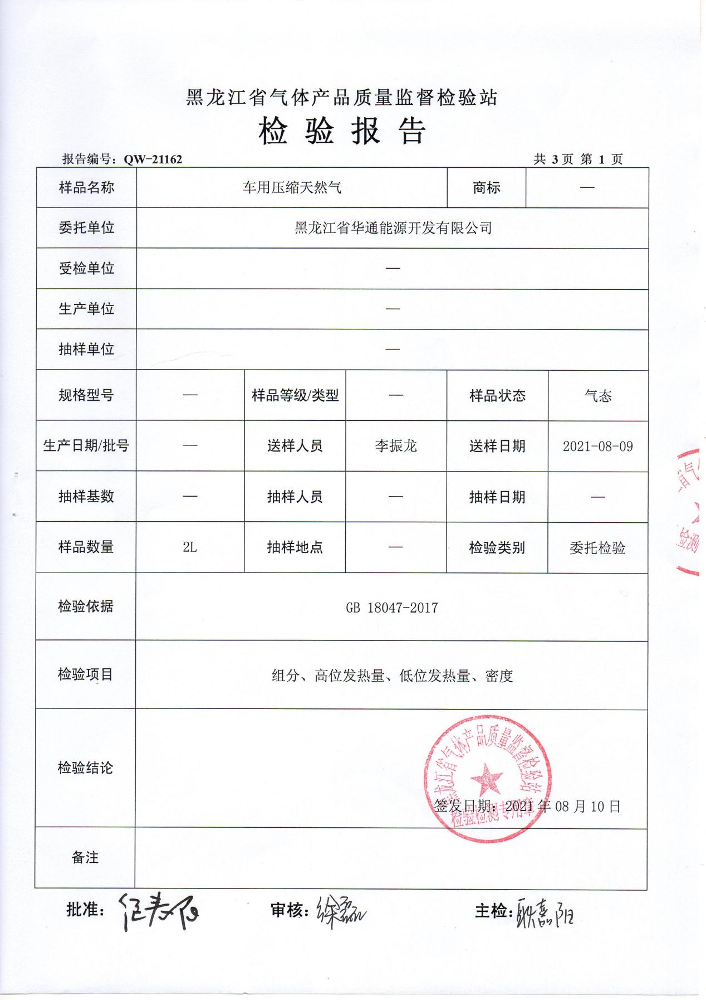 黑龙江省气体产品质量监督检验站
检验报告
报告编号：QW-21162 共 3 页 第 1 页
样品名称 车用压缩天然气 商标 —
委托单位 黑龙江省华通能源开发有限公司
受检单位 —
生产单位 —
抽样单位 —
规格型号 — 样品等级/类型 — 样品状态 气态
生产日期/批号 — 送样人员 李振龙 送样日期 2021-08-09
抽样基数 — 抽样人员 — 抽样日期 —
样品数量 2L 抽样地点 — 检验类别 委托检验
检验依据 GB 18047-2017
检验项目 组分、高位发热量、低位发热量、密度
检验结论
黑龙江省气体产品质量监督检验站
签发日期：2021 年 08 月 10 日
检验检测专用章
备注
批准： 审核：徐磊 主检：耿嘉阳
省气
检测